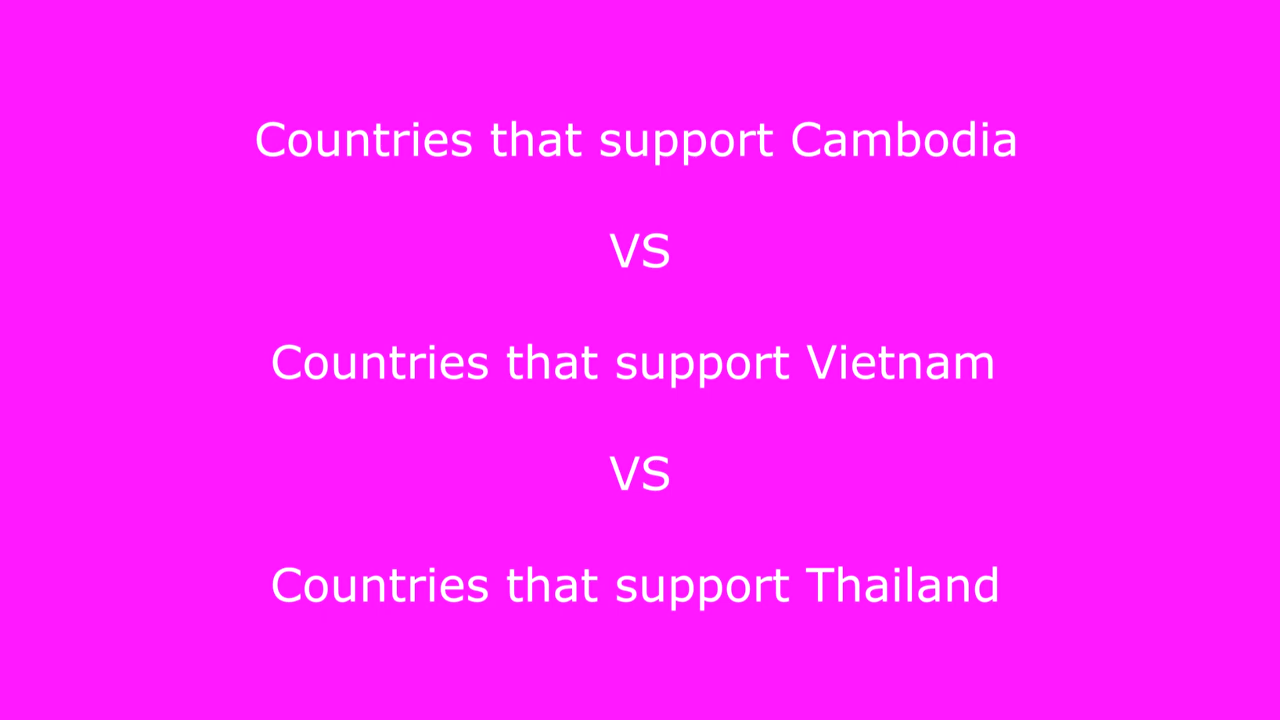 Countries that support Cambodia
VS
Countries that support Vietnam
VS
Countries that support Thailand